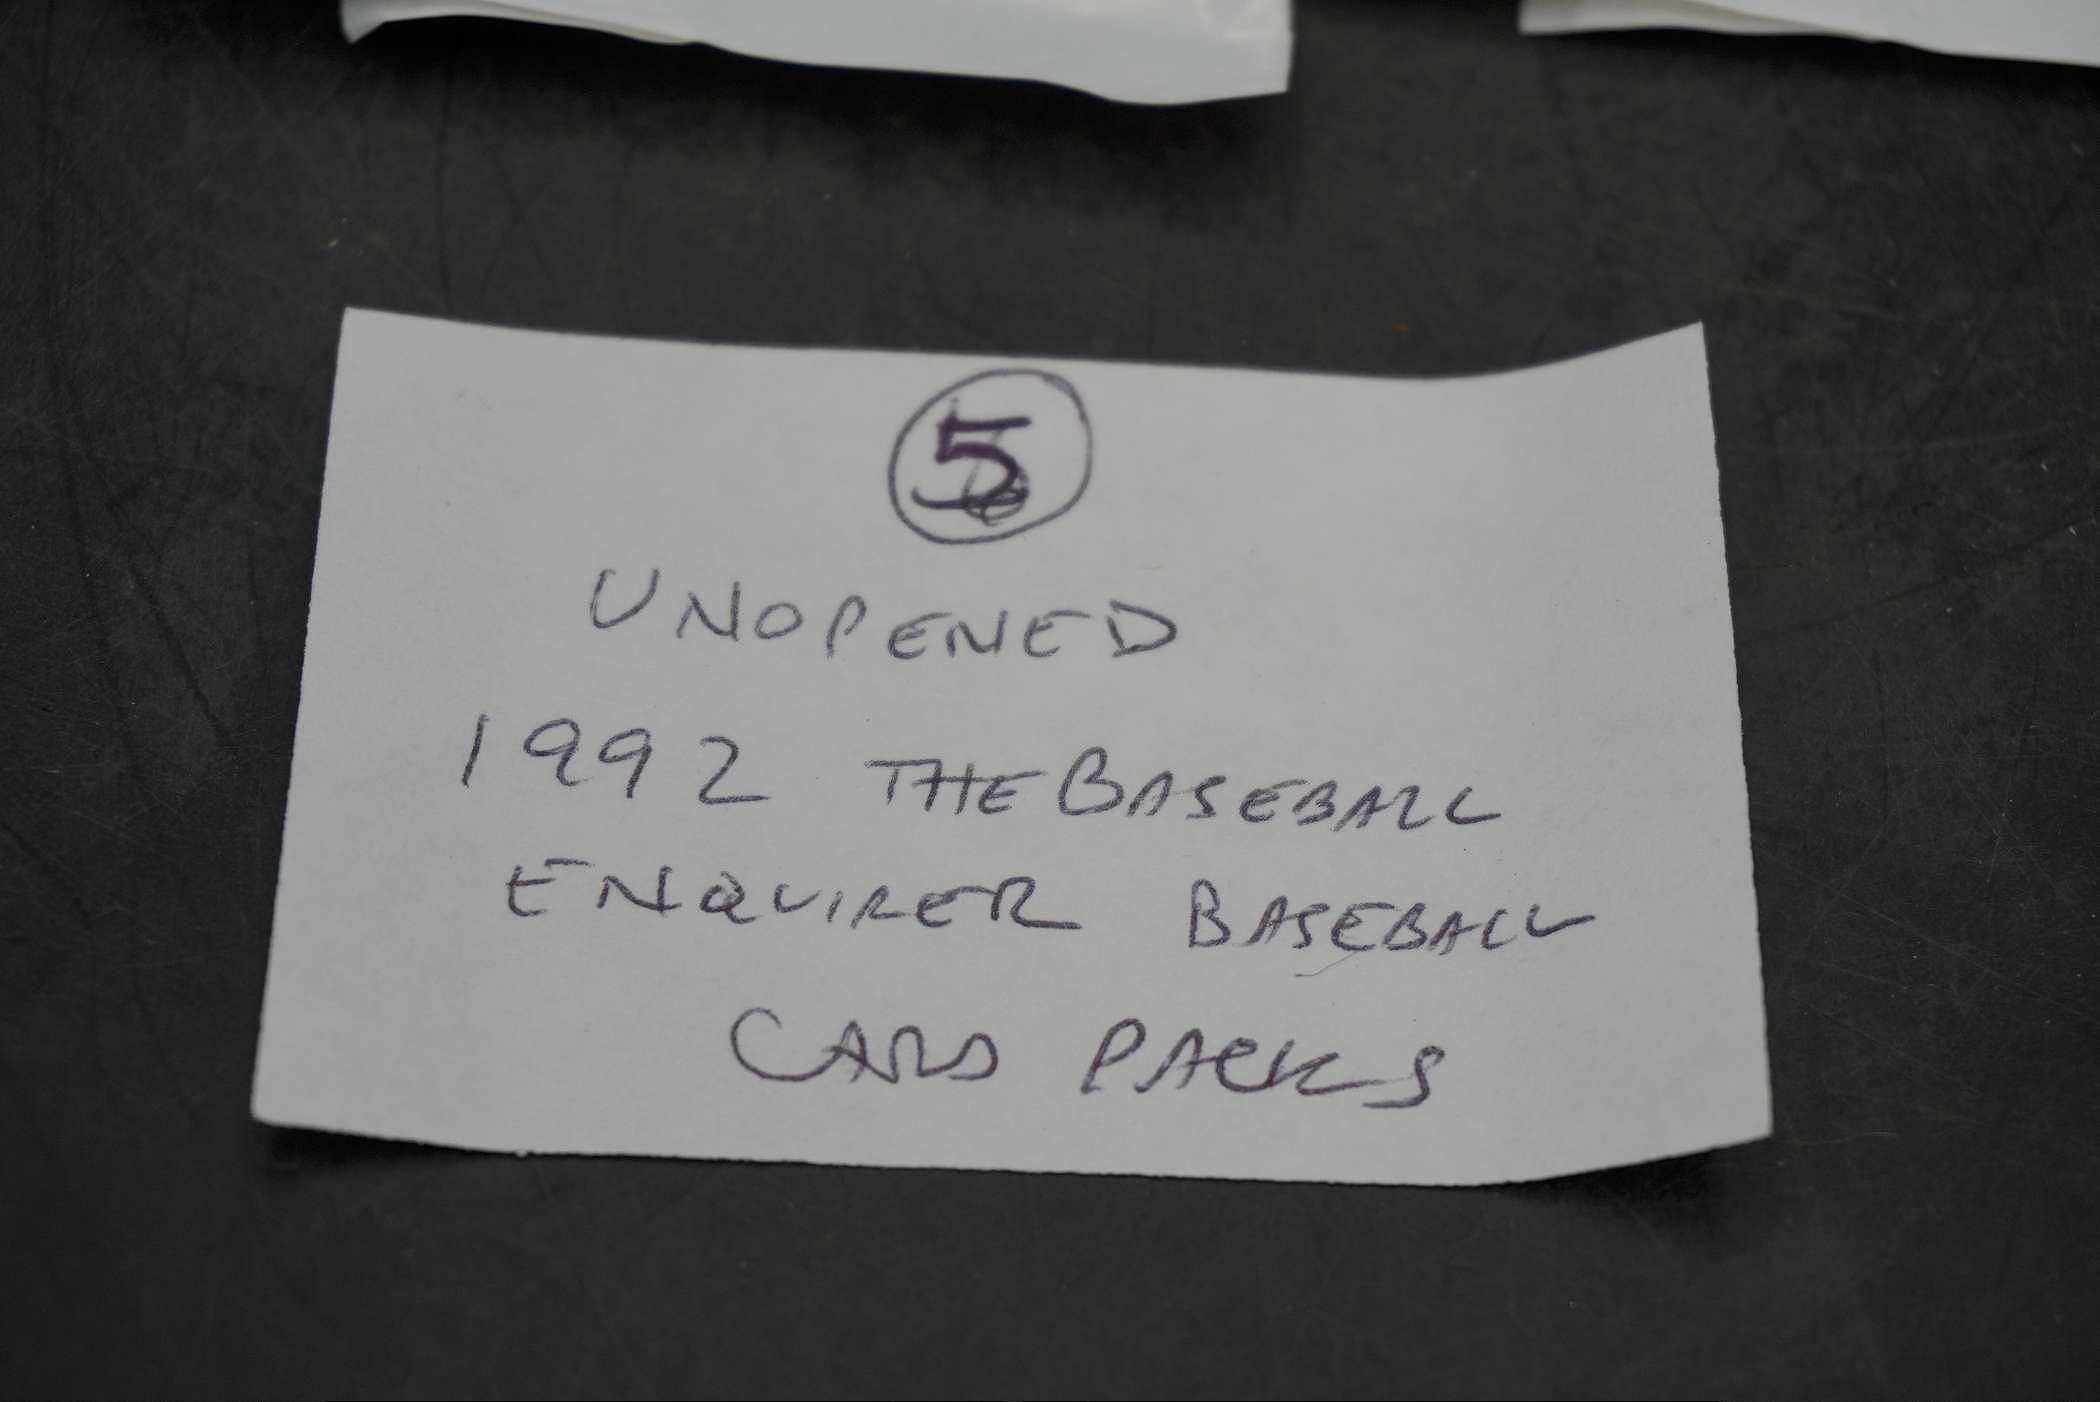 5
UNOPENED
1992 THE BASEBALL
ENQUIRER BASEBALL
CARD PACKS